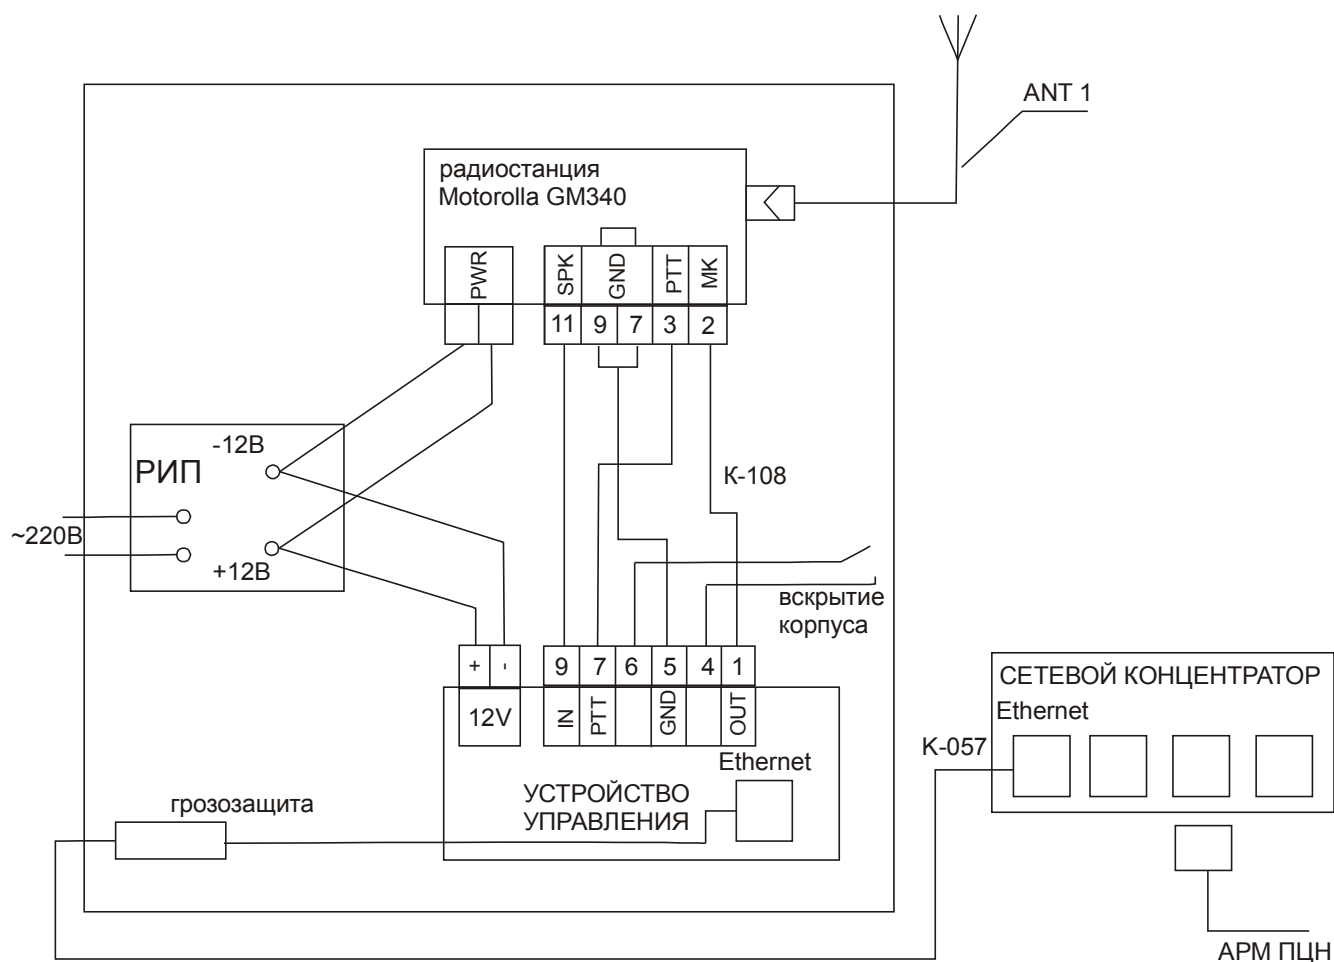 ANT 1
радиостанция
Motorolla GM340
PWR
SPK
GND
PTT
МК
11
9
7
3
2
-12В
РИП
К-108
~220В
+12В
вскрытие
корпуса
+
-
9
7
6
5
4
1
12V
IN
PTT
GND
OUT
СЕТЕВОЙ КОНЦЕНТРАТОР
Ethernet
К-057
Ethernet
УСТРОЙСТВО
УПРАВЛЕНИЯ
грозозащита
АРМ ПЦН